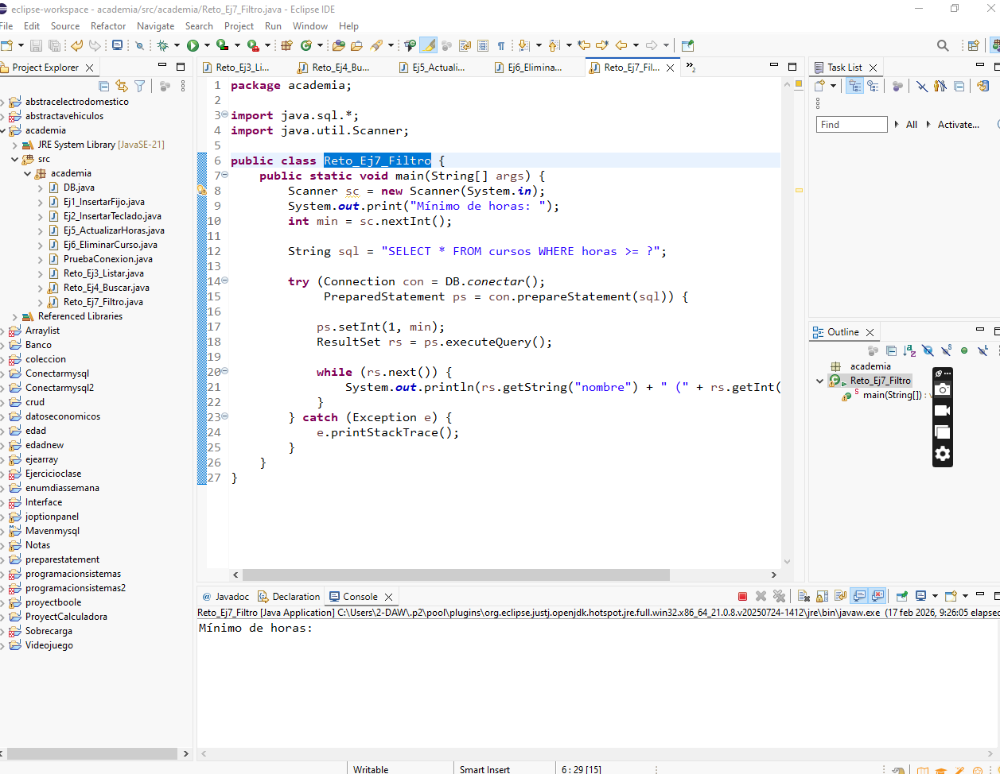 eclipse-workspace - academia/src/academia/Reto_Ej7_Filtro.java - Eclipse IDE
File Edit Source Refactor Navigate Search Project Run Window Help
Project Explorer
abstracelectrodomestico
abstractavehiculos
academia
JRE System Library [JavaSE-21]
src
academia
DB.java
Ej1_InsertarFijo.java
Ej2_InsertarTeclado.java
Ej5_ActualizarHoras.java
Ej6_EliminarCurso.java
PruebaConexion.java
Reto_Ej3_Listar.java
Reto_Ej4_Buscar.java
Reto_Ej7_Filtro.java
Referenced Libraries
Arraylist
Banco
coleccion
Conectarmysql
Conectarmysql2
crud
datoseconomicos
edad
edadnew
ejearray
Ejercicioclase
enumdiassemana
Interface
joptionpanel
Mavenmysql
Notas
preparestatement
programacionsistemas
programacionsistemas2
proyectoboole
ProyectCalculadora
Sobrecarga
Videojuego
Reto_Ej3_Li... Reto_Ej4_Bu... Ej5_Actuali... Ej6_Elimina... Reto_Ej7_Fil... »2
1 package academia;
2
3 import java.sql.*;
4 import java.util.Scanner;
5
6 public class Reto_Ej7_Filtro {
7 public static void main(String[] args) {
8 Scanner sc = new Scanner(System.in);
9 System.out.print("Mínimo de horas: ");
10 int min = sc.nextInt();
11
12 String sql = "SELECT * FROM cursos WHERE horas >= ?";
13
14 try (Connection con = DB.conectar();
15 PreparedStatement ps = con.prepareStatement(sql)) {
16
17 ps.setInt(1, min);
18 ResultSet rs = ps.executeQuery();
19
20 while (rs.next()) {
21 System.out.println(rs.getString("nombre") + " (" + rs.getInt(
22 }
23 } catch (Exception e) {
24 e.printStackTrace();
25 }
26 }
27 }
Task List
Find All Activate...
Outline
academia
Reto_Ej7_Filtro
main(String[]) : v
@ Javadoc Declaration Console
Reto_Ej7_Filtro [Java Application] C:\Users\2-DAW\.p2\pool\plugins\org.eclipse.justj.openjdk.hotspot.jre.full.win32.x86_64_21.0.8.v20250724-1412\jre\bin\javaw.exe (17 feb 2026, 9:26:05 elapsed
Mínimo de horas:
Writable Smart Insert 6 : 29 [15]